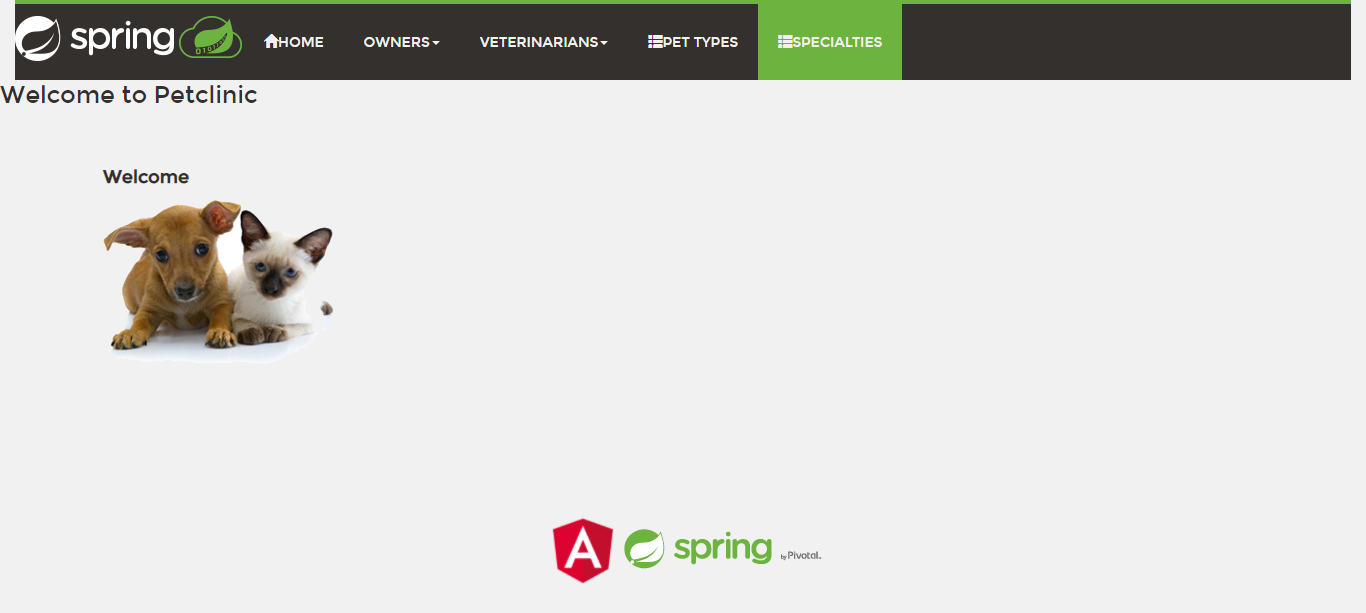 spring HOME OWNERS VETERINARIANS PET TYPES SPECIALTIES
Welcome to Petclinic
Welcome
A spring by Pivotal.